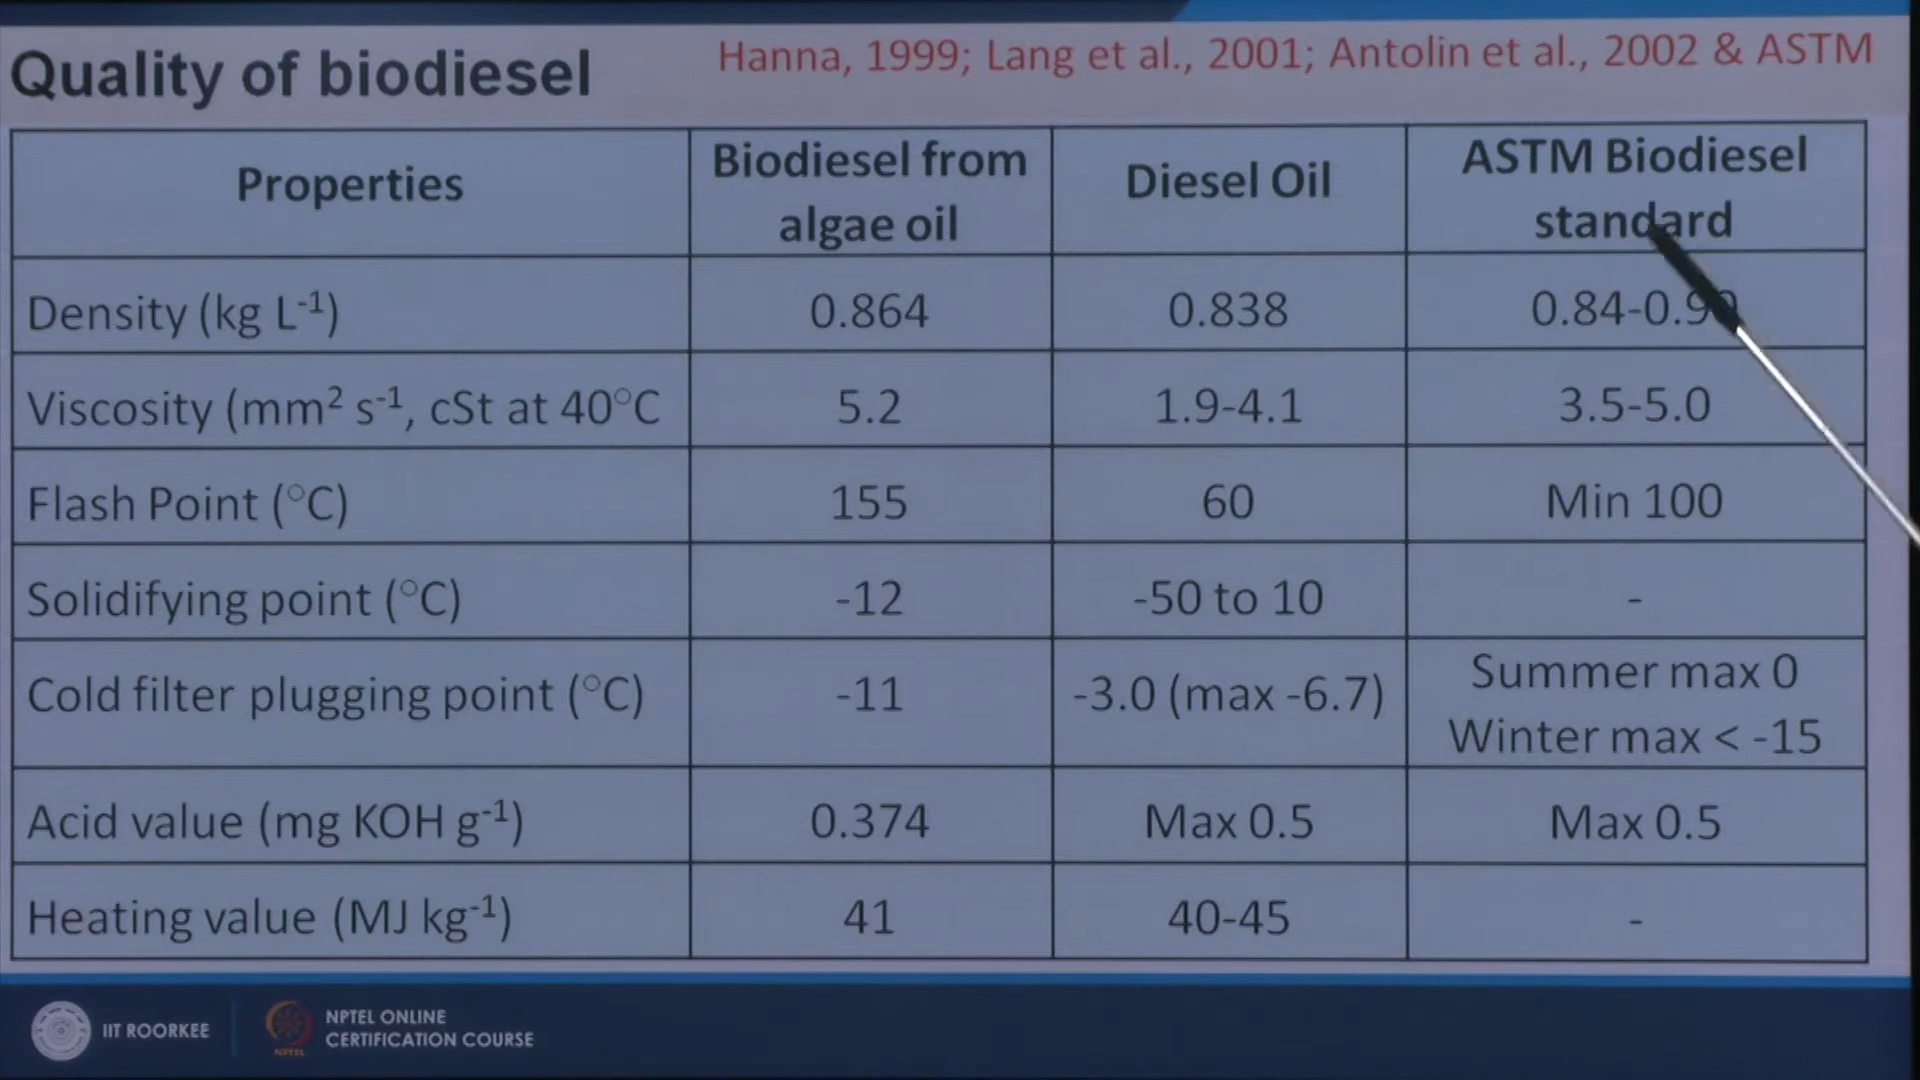 Quality of biodiesel
Hanna, 1999; Lang et al., 2001; Antolin et al., 2002 & ASTM
Properties
Biodiesel from
algae oil
Diesel Oil
ASTM Biodiesel
standard
Density (kg L⁻¹)
0.864
0.838
0.84-0.90
Viscosity (mm² s⁻¹, cSt at 40°C
5.2
1.9-4.1
3.5-5.0
Flash Point (°C)
155
60
Min 100
Solidifying point (°C)
-12
-50 to 10
-
Cold filter plugging point (°C)
-11
-3.0 (max -6.7)
Summer max 0
Winter max < -15
Acid value (mg KOH g⁻¹)
0.374
Max 0.5
Max 0.5
Heating value (MJ kg⁻¹)
41
40-45
-
IIT ROORKEE
NPTEL
NPTEL ONLINE
CERTIFICATION COURSE